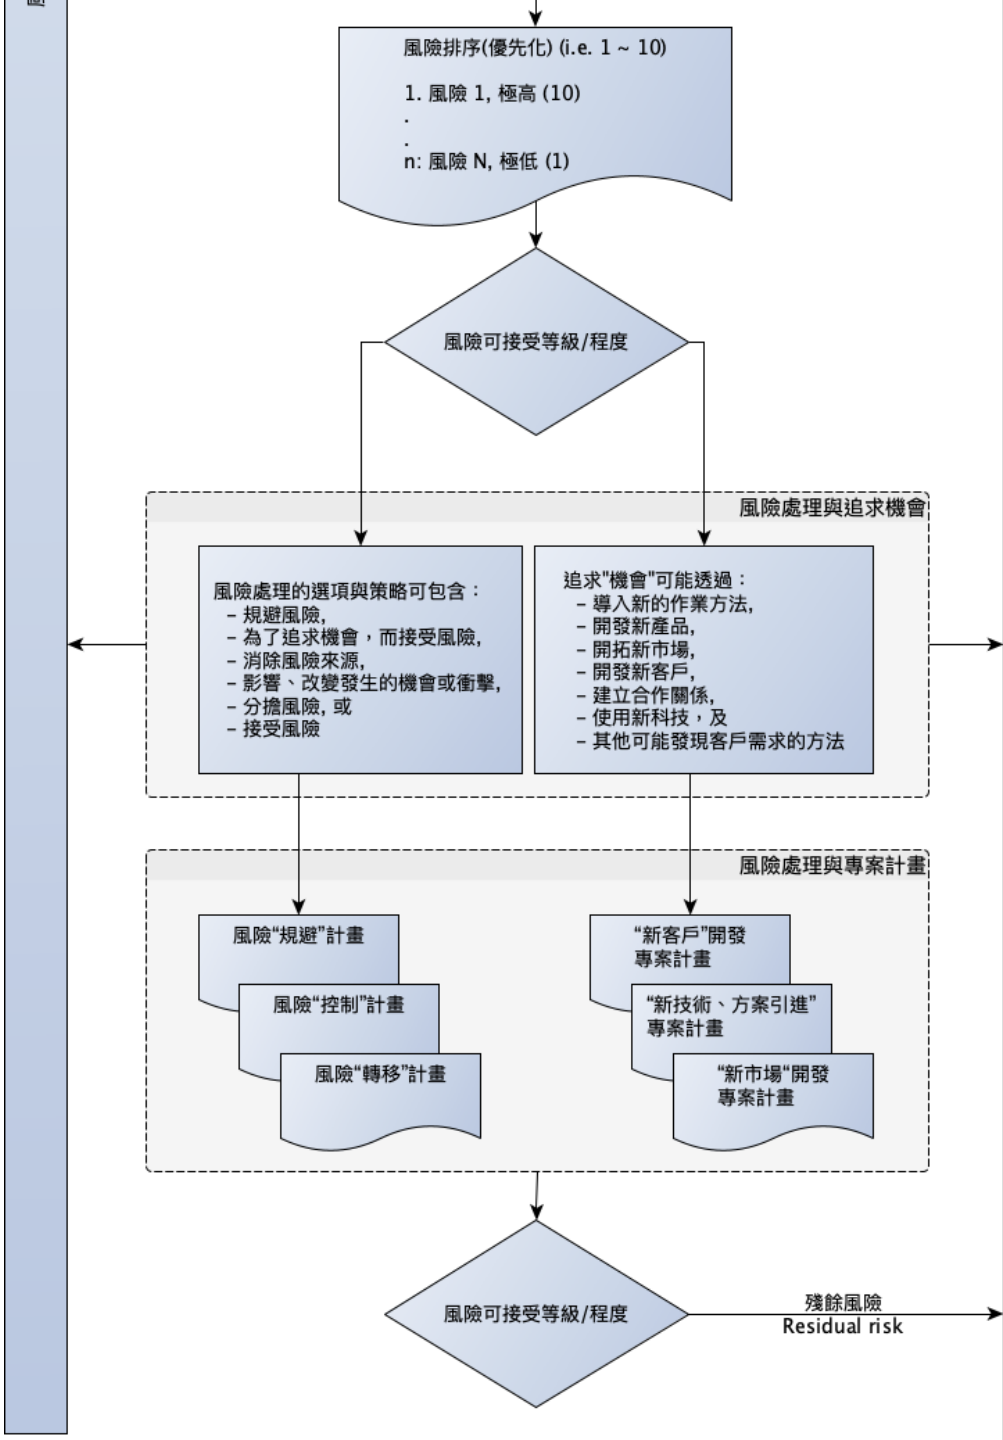 風險排序(優先化) (i.e. 1 ~ 10)
1. 風險 1, 極高 (10)
.
.
n: 風險 N, 極低 (1)
風險可接受等級/程度
風險處理與追求機會
風險處理的選項與策略可包含：
– 規避風險,
– 為了追求機會，而接受風險,
– 消除風險來源,
– 影響、改變發生的機會或衝擊,
– 分擔風險, 或
– 接受風險
追求"機會"可能透過：
– 導入新的作業方法,
– 開發新產品,
– 開拓新市場,
– 開發新客戶,
– 建立合作關係,
– 使用新科技，及
– 其他可能發現客戶需求的方法
風險處理與專案計畫
風險“規避”計畫
風險“控制”計畫
風險“轉移”計畫
“新客戶”開發
專案計畫
“新技術、方案引進”
專案計畫
“新市場“開發
專案計畫
風險可接受等級/程度
殘餘風險
Residual risk